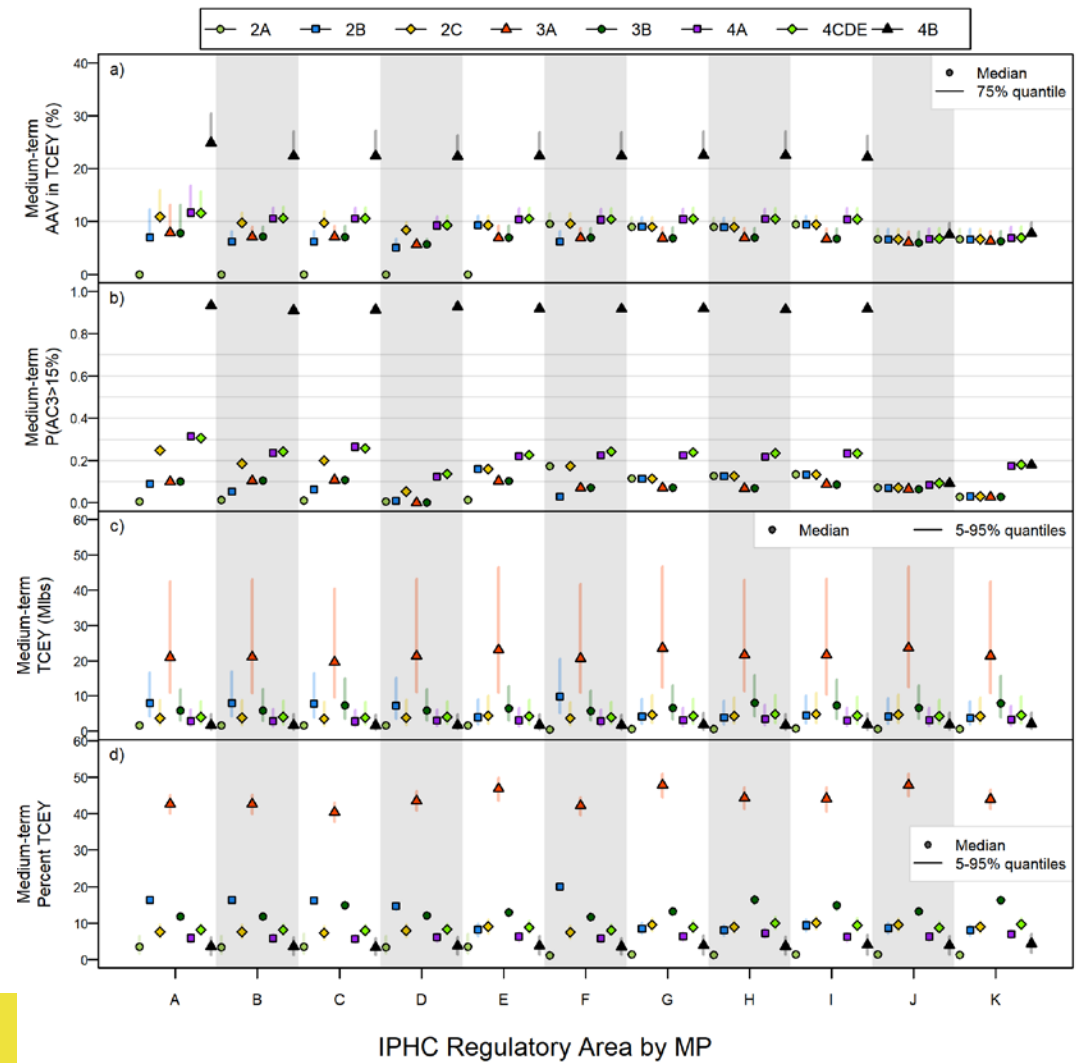 2A 2B 2C 3A 3B 4A 4CDE 4B
a)
Median
75% quantile
Medium-term
AAV in TCEY (%)
40
30
20
10
0
b)
Medium-term
P(AC3>15%)
1.0
0.8
0.6
0.4
0.2
0.0
c)
Median 5-95% quantiles
Medium-term
TCEY (Mlbs)
60
50
40
30
20
10
0
d)
Median
5-95% quantiles
Medium-term
Percent TCEY
60
50
40
30
20
10
0
A B C D E F G H I J K
IPHC Regulatory Area by MP